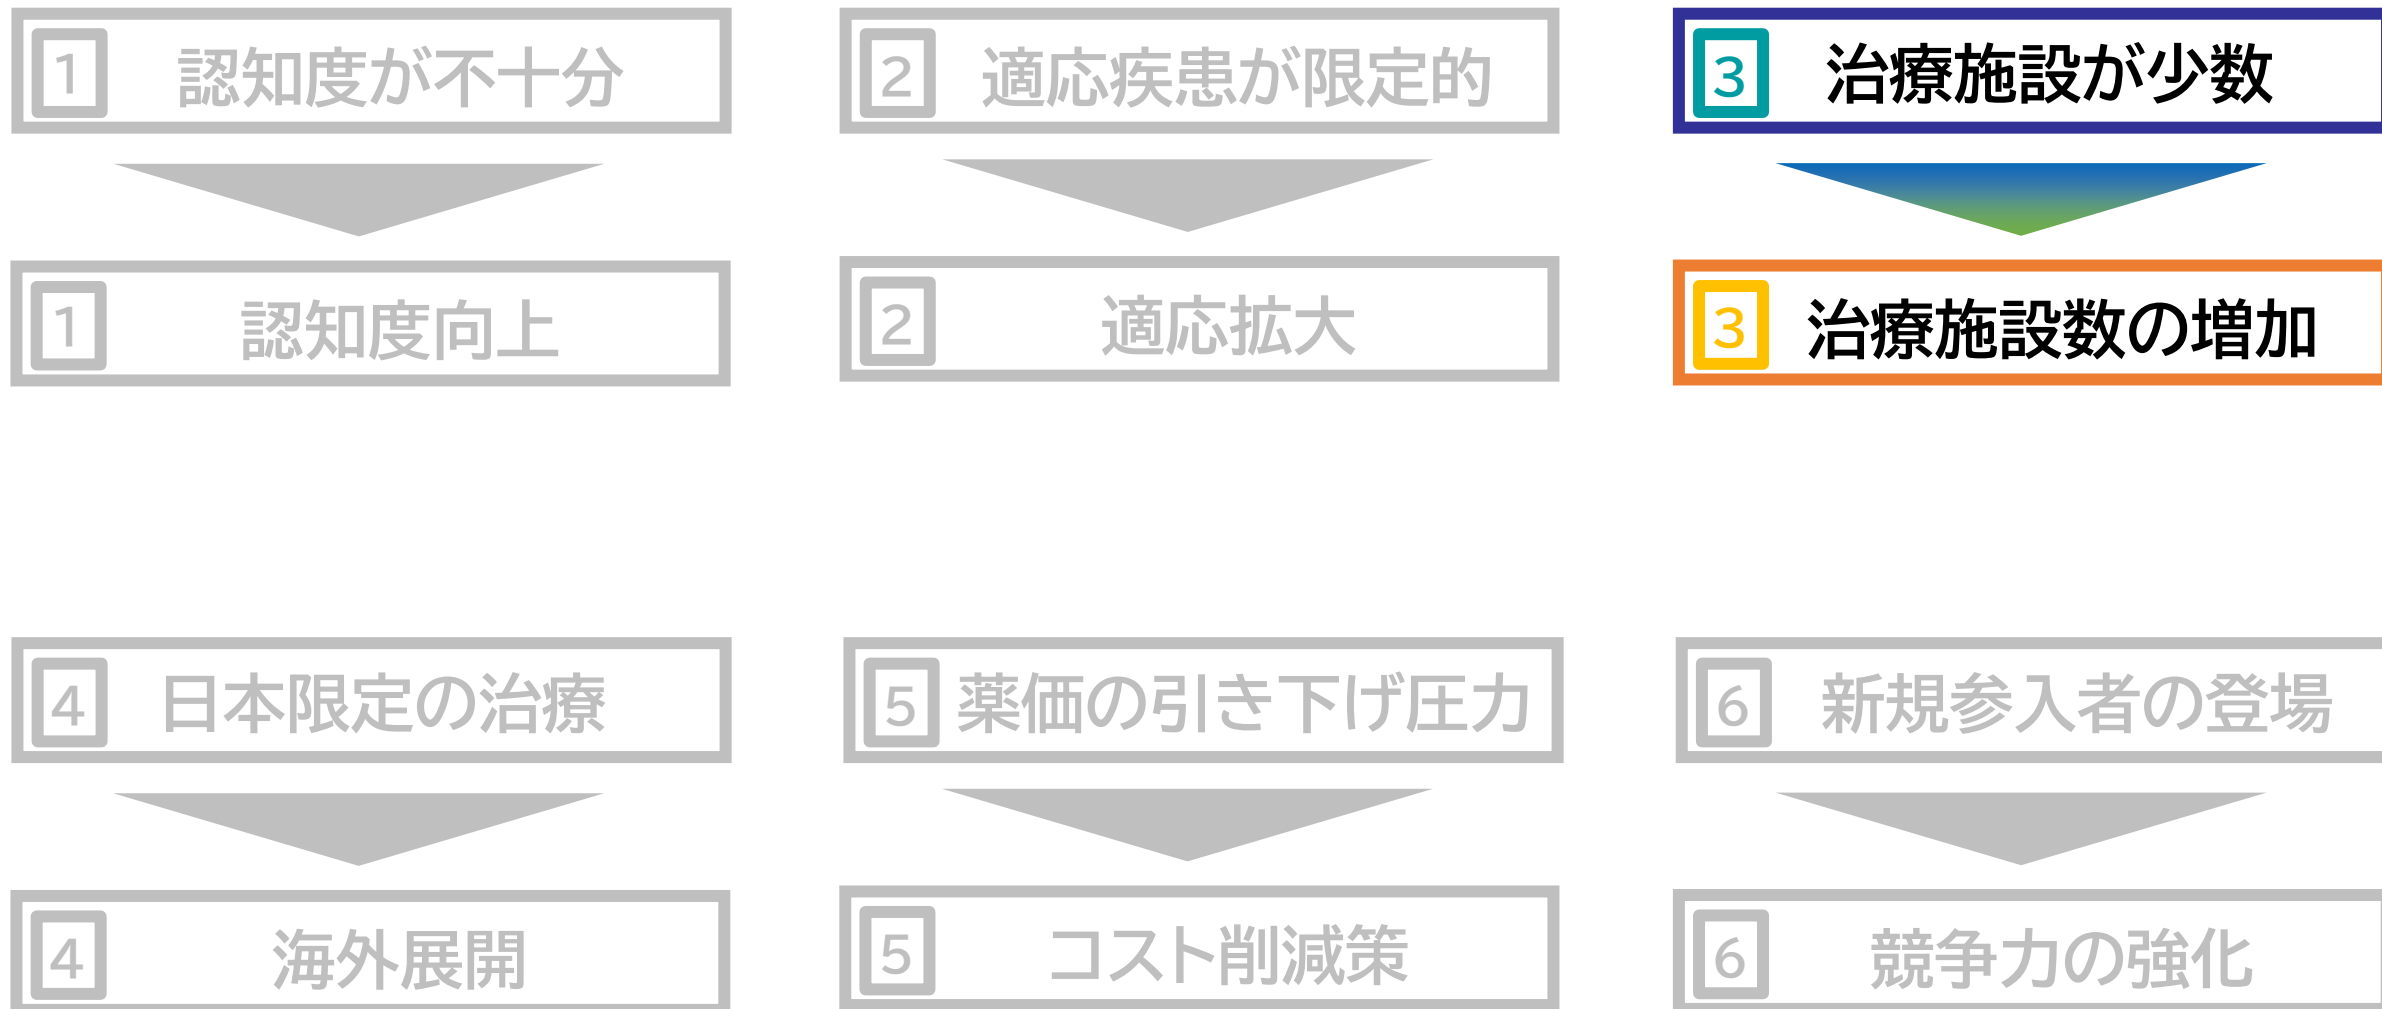 1 認知度が不十分
2 適応疾患が限定的
3 治療施設が少数
1 認知度向上
2 適応拡大
3 治療施設数の増加
4 日本限定の治療
5 薬価の引き下げ圧力
6 新規参入者の登場
4 海外展開
5 コスト削減策
6 競争力の強化